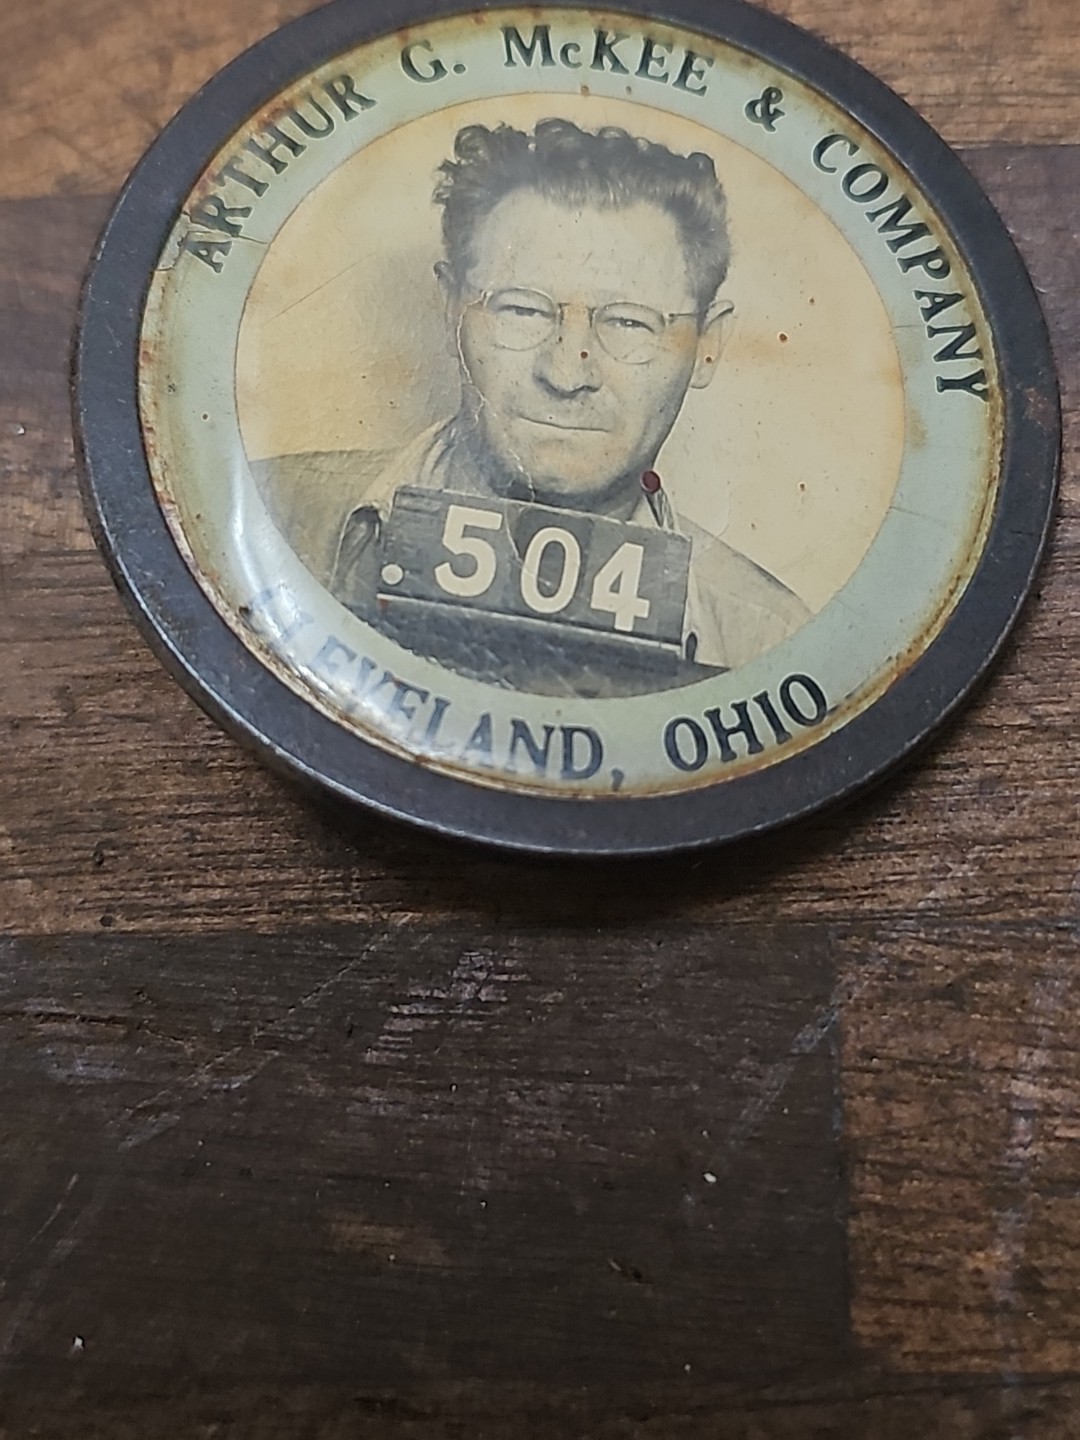 ARTHUR G. McKEE & COMPANY
. 504
CLEVELAND, OHIO